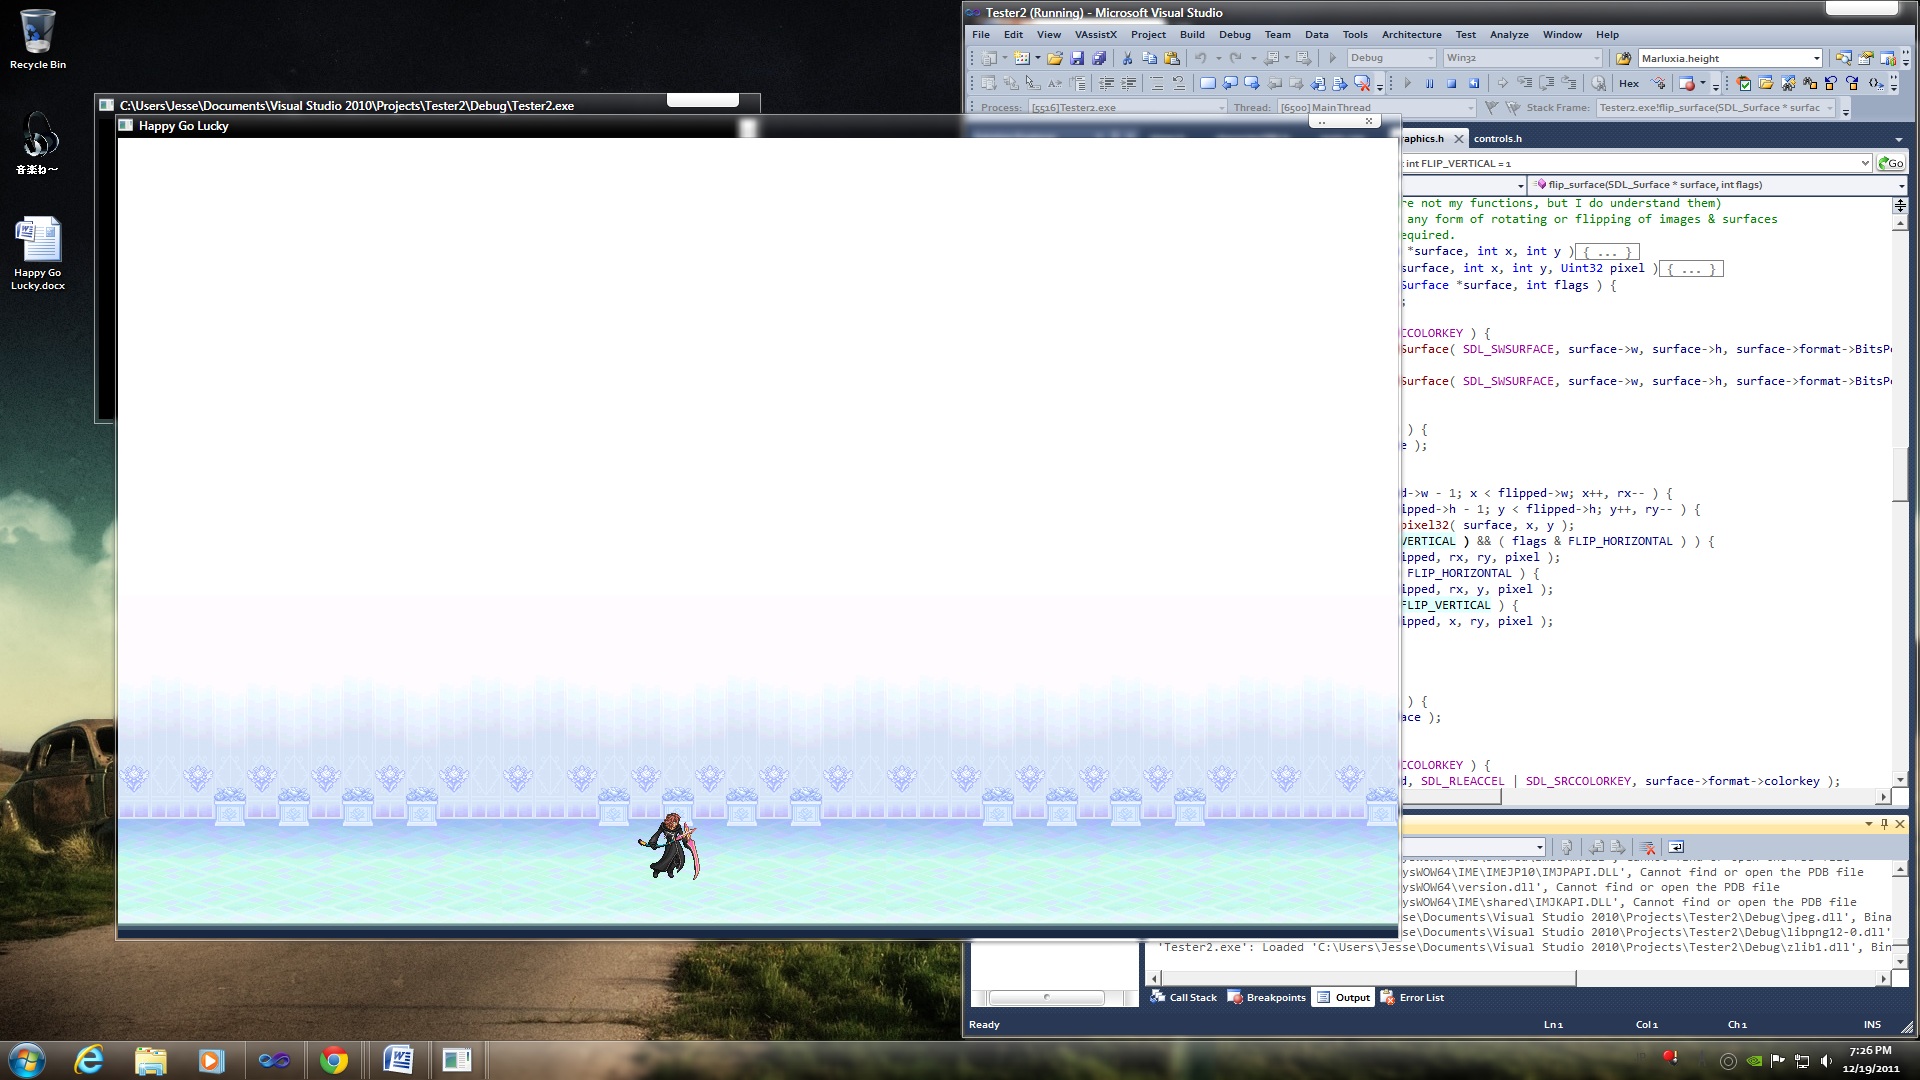 Recycle Bin
音楽ね～
Happy Go
Lucky.docx
C:\Users\Jesse\Documents\Visual Studio 2010\Projects\Tester2\Debug\Tester2.exe
Happy Go Lucky
Tester2 (Running) - Microsoft Visual Studio
File Edit View VAssistX Project Build Debug Team Data Tools Architecture Test Analyze Window Help
Debug Win32 Marluxia.height
Hex
Process: [5516] Tester2.exe Thread: [6500] Main Thread Stack Frame: Tester2.exe!flip_surface(SDL_Surface * surfac
aphics.h controls.h
int FLIP_VERTICAL = 1 Go
flip_surface(SDL_Surface * surface, int flags)
re not my functions, but I do understand them)
any form of rotating or flipping of images & surfaces
equired.
*surface, int x, int y ) { ... }
surface, int x, int y, Uint32 pixel ) { ... }
Surface *surface, int flags ) {
;
CCOLORKEY ) {
Surface( SDL_SWSURFACE, surface->w, surface->h, surface->format->BitsPe
Surface( SDL_SWSURFACE, surface->w, surface->h, surface->format->BitsPe
) {
e );
d->w - 1; x < flipped->w; x++, rx-- ) {
ipped->h - 1; y < flipped->h; y++, ry-- ) {
pixel32( surface, x, y );
VERTICAL ) && ( flags & FLIP_HORIZONTAL ) ) {
ipped, rx, ry, pixel );
FLIP_HORIZONTAL ) {
ipped, rx, y, pixel );
FLIP_VERTICAL ) {
ipped, x, ry, pixel );
) {
ace );
CCOLORKEY ) {
d, SDL_RLEACCEL | SDL_SRCCOLORKEY, surface->format->colorkey );
ysWOW64\IME\IMEJP10\IMJPAPI.DLL', Cannot find or open the PDB file
ysWOW64\version.dll', Cannot find or open the PDB file
ysWOW64\IME\shared\IMJKAPI.DLL', Cannot find or open the PDB file
sse\Documents\Visual Studio 2010\Projects\Tester2\Debug\jpeg.dll', Bina
sse\Documents\Visual Studio 2010\Projects\Tester2\Debug\libpng12-0.dll'
'Tester2.exe': Loaded 'C:\Users\Jesse\Documents\Visual Studio 2010\Projects\Tester2\Debug\zlib1.dll', Bin
Call Stack Breakpoints Output Error List
Ready Ln 1 Col 1 Ch 1 INS
7:26 PM
12/19/2011